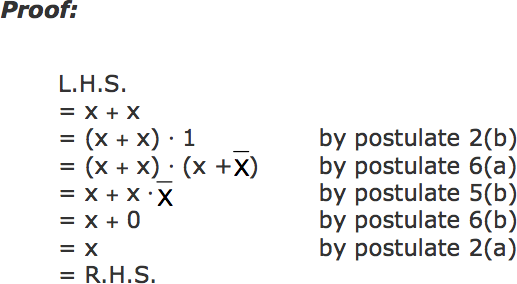 Proof:
L.H.S.
= x + x
= (x + x) · 1 by postulate 2(b)
= (x + x) · (x + x̅) by postulate 6(a)
= x + x · x̅ by postulate 5(b)
= x + 0 by postulate 6(b)
= x by postulate 2(a)
= R.H.S.